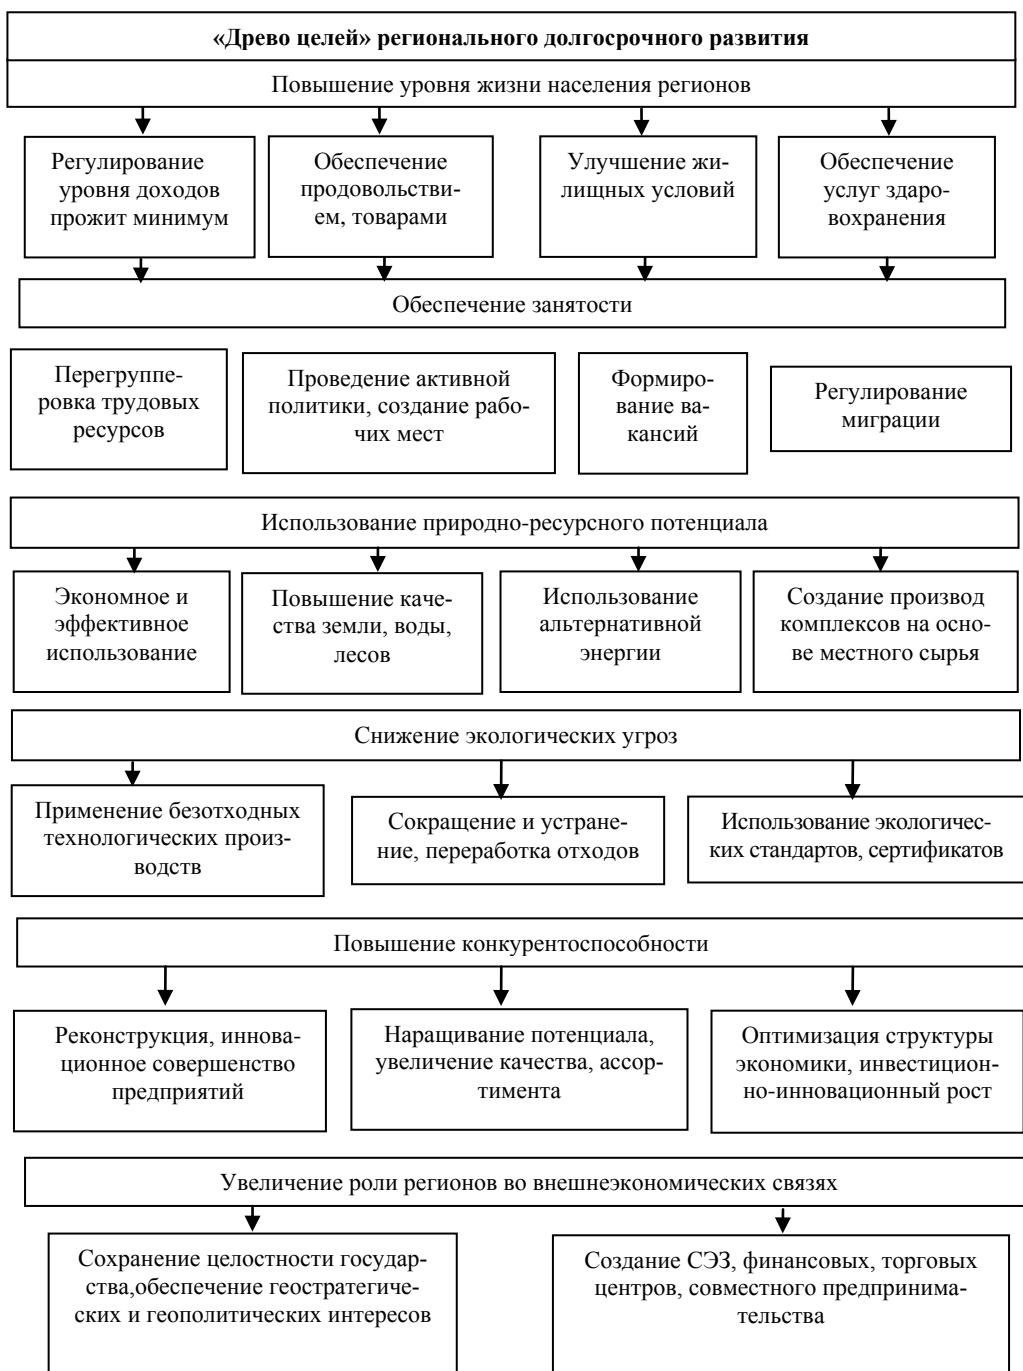 «Древо целей» регионального долгосрочного развития
Повышение уровня жизни населения регионов
Регулирование
уровня доходов
прожит минимум
Обеспечение
продовольстви-
ем, товарами
Улучшение жи-
лищных условий
Обеспечение
услуг здаро-
вохранения
Обеспечение занятости
Перегруппе-
ровка трудовых
ресурсов
Проведение активной
политики, создание рабо-
чих мест
Формиро-
вание ва-
кансий
Регулирование
миграции
Использование природно-ресурсного потенциала
Экономное и
эффективное
использование
Повышение каче-
ства земли, воды,
лесов
Использование
альтернативной
энергии
Создание производ
комплексов на осно-
ве местного сырья
Снижение экологических угроз
Применение безотходных
технологических произ-
водств
Сокращение и устране-
ние, переработка отходов
Использование экологичес-
ких стандартов, сертификатов
Повышение конкурентоспособности
Реконструкция, иннова-
ционное совершенство
предприятий
Наращивание потенциала,
увеличение качества, ассор-
тимента
Оптимизация структуры
экономики, инвестицион-
но-инновационный рост
Увеличение роли регионов во внешнеэкономических связях
Сохранение целостности государ-
ства,обеспечение геостратегиче-
ских и геополитических интересов
Создание СЭЗ, финансовых, торговых
центров, совместного предпринима-
тельства